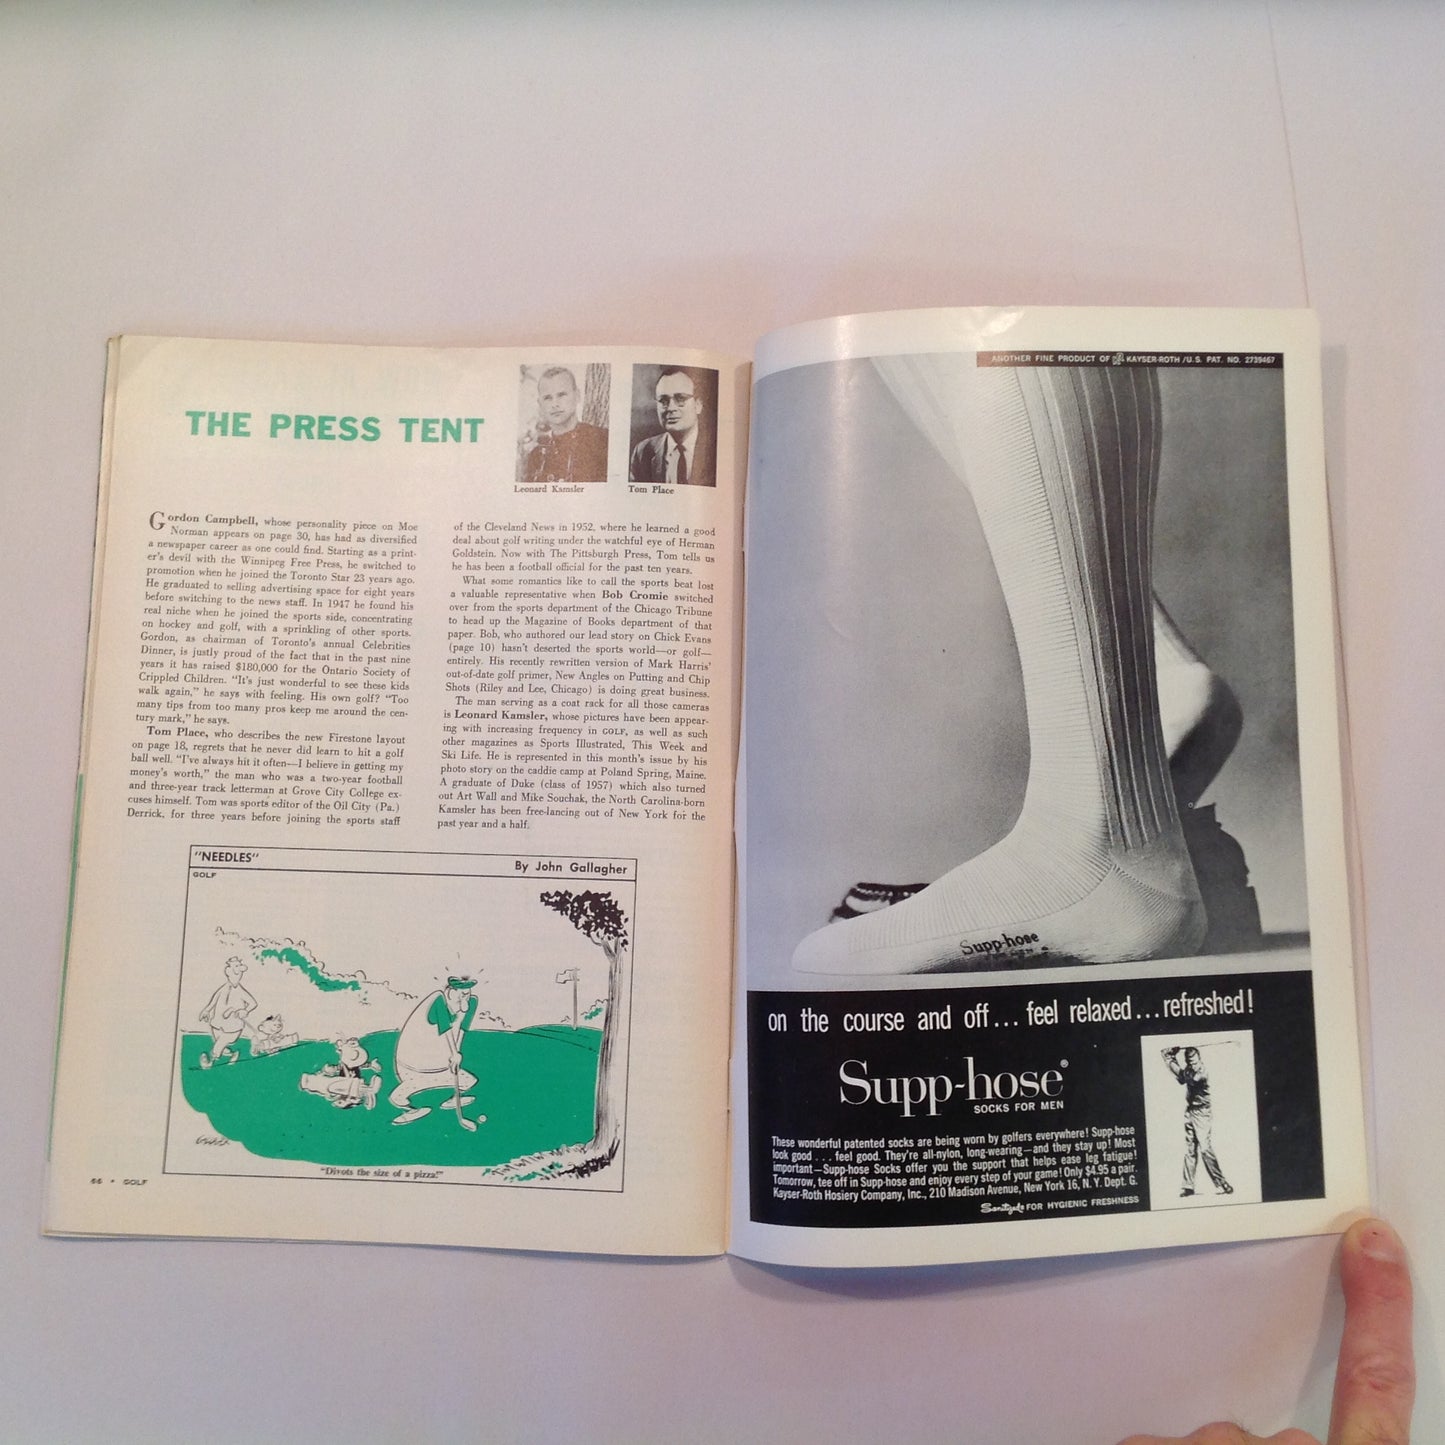 THE PRESS TENT
Leonard Kamsler
Tom Place
Gordon Campbell, whose personality piece on Moe
Norman appears on page 30, has had as diversified
a newspaper career as one could find. Starting as a print-
er's devil with the Winnipeg Free Press, he switched to
promotion when he joined the Toronto Star 23 years ago.
He graduated to selling advertising space for eight years
before switching to the news staff. In 1947 he found his
real niche when he joined the sports side, concentrating
on hockey and golf, with a sprinkling of other sports.
Gordon, as chairman of Toronto's annual Celebrities
Dinner, is justly proud of the fact that in the past nine
years it has raised $180,000 for the Ontario Society of
Crippled Children. "It's just wonderful to see these kids
walk again," he says with feeling. His own golf? "Too
many tips from too many pros keep me around the cen-
tury mark," he says.
Tom Place, who describes the new Firestone layout
on page 18, regrets that he never did learn to hit a golf
ball well. "I've always hit it often—I believe in getting my
money's worth," the man who was a two-year football
and three-year track letterman at Grove City College ex-
cuses himself. Tom was sports editor of the Oil City (Pa.)
Derrick, for three years before joining the sports staff
of the Cleveland News in 1952, where he learned a good
deal about golf writing under the watchful eye of Herman
Goldstein. Now with The Pittsburgh Press, Tom tells us
he has been a football official for the past ten years.
What some romantics like to call the sports beat lost
a valuable representative when Bob Cromie switched
over from the sports department of the Chicago Tribune
to head up the Magazine of Books department of that
paper. Bob, who authored our lead story on Chick Evans
(page 10) hasn't deserted the sports world—or golf—
entirely. His recently rewritten version of Mark Harris'
out-of-date golf primer, New Angles on Putting and Chip
Shots (Riley and Lee, Chicago) is doing great business.
The man serving as a coat rack for all those cameras
is Leonard Kamsler, whose pictures have been appear-
ing with increasing frequency in GOLF, as well as such
other magazines as Sports Illustrated, This Week and
Ski Life. He is represented in this month's issue by his
photo story on the caddie camp at Poland Spring, Maine.
A graduate of Duke (class of 1957) which also turned
out Art Wall and Mike Souchak, the North Carolina-born
Kamsler has been free-lancing out of New York for the
past year and a half.
"NEEDLES"
By John Gallagher
GOLF
"Divots the size of a pizza!"
66 • GOLF
ANOTHER FINE PRODUCT OF KAYSER-ROTH /U.S. PAT. NO. 2739467
Supp-hose
on the course and off... feel relaxed...refreshed!
Supp-hose®
SOCKS FOR MEN
These wonderful patented socks are being worn by golfers everywhere! Supp-hose
look good . . . feel good. They're all-nylon, long-wearing—and they stay up! Most
important—Supp-hose Socks offer you the support that helps ease leg fatigue!
Tomorrow, tee off in Supp-hose and enjoy every step of your game! Only $4.95 a pair.
Kayser-Roth Hosiery Company, Inc., 210 Madison Avenue, New York 16, N. Y. Dept. G.
Sanitized® FOR HYGIENIC FRESHNESS